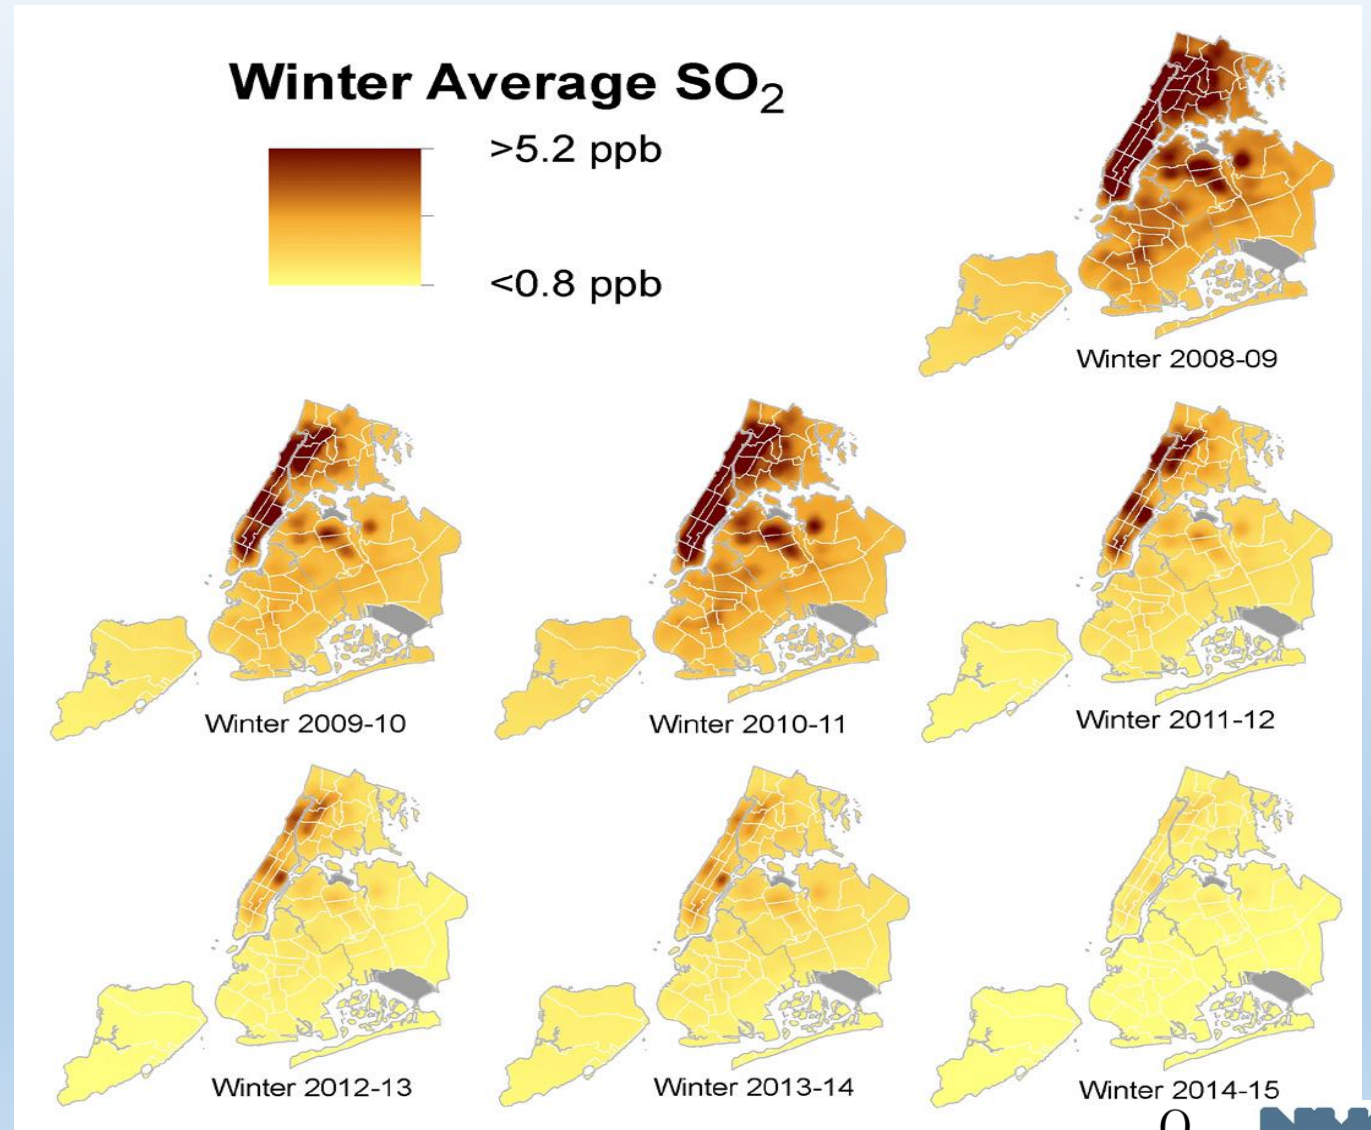 Winter Average SO₂
>5.2 ppb
<0.8 ppb
Winter 2008-09
Winter 2009-10
Winter 2010-11
Winter 2011-12
Winter 2012-13
Winter 2013-14
Winter 2014-15